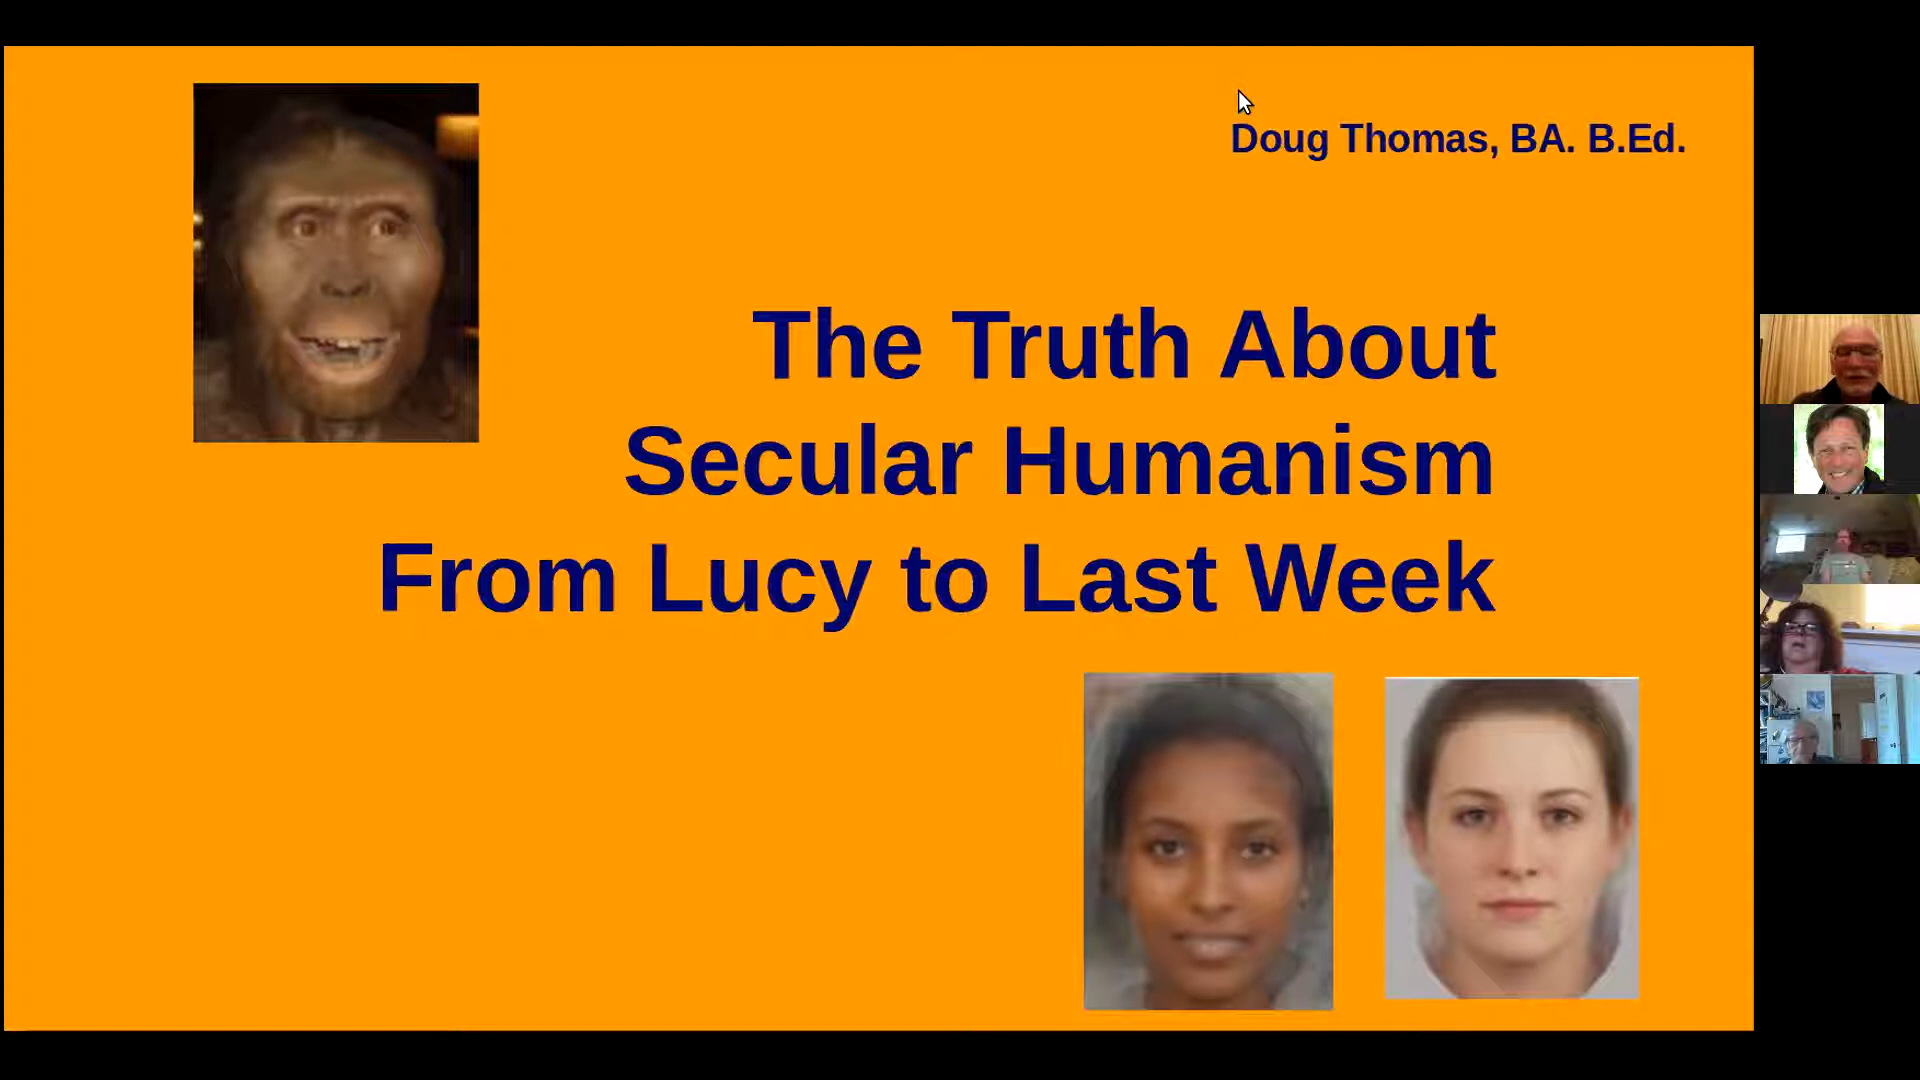 Doug Thomas, BA. B.Ed.
The Truth About
Secular Humanism
From Lucy to Last Week